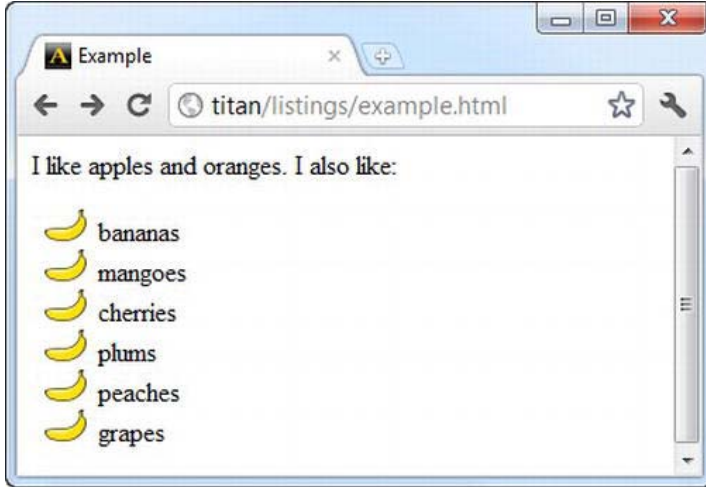 Example
titan/listings/example.html
I like apples and oranges. I also like:
bananas
mangoes
cherries
plums
peaches
grapes